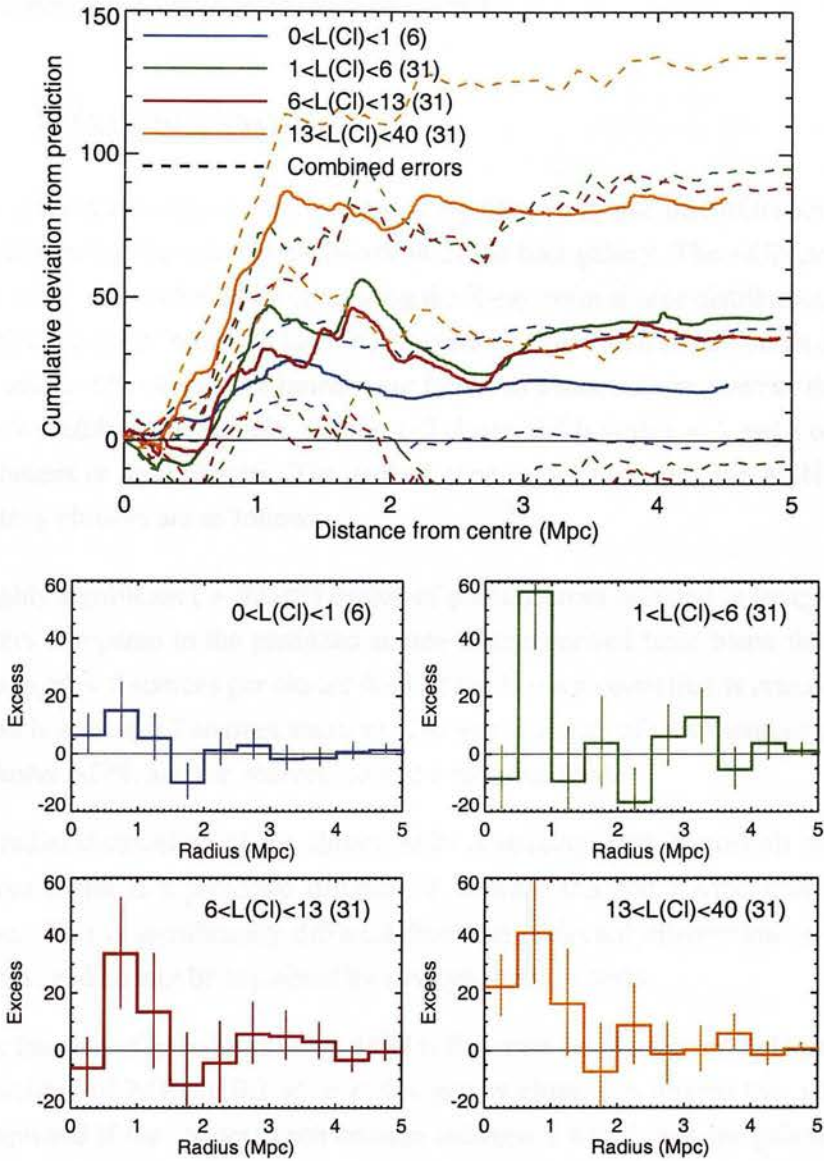 150
0<L(Cl)<1 (6)
1<L(Cl)<6 (31)
6<L(Cl)<13 (31)
13<L(Cl)<40 (31)
Combined errors
100
50
0
Cumulative deviation from prediction
0 1 2 3 4 5
Distance from centre (Mpc)
60
40
20
0
-20
Excess
0<L(Cl)<1 (6)
0 1 2 3 4 5
Radius (Mpc)
60
40
20
0
-20
Excess
1<L(Cl)<6 (31)
0 1 2 3 4 5
Radius (Mpc)
60
40
20
0
-20
Excess
6<L(Cl)<13 (31)
0 1 2 3 4 5
Radius (Mpc)
60
40
20
0
-20
Excess
13<L(Cl)<40 (31)
0 1 2 3 4 5
Radius (Mpc)